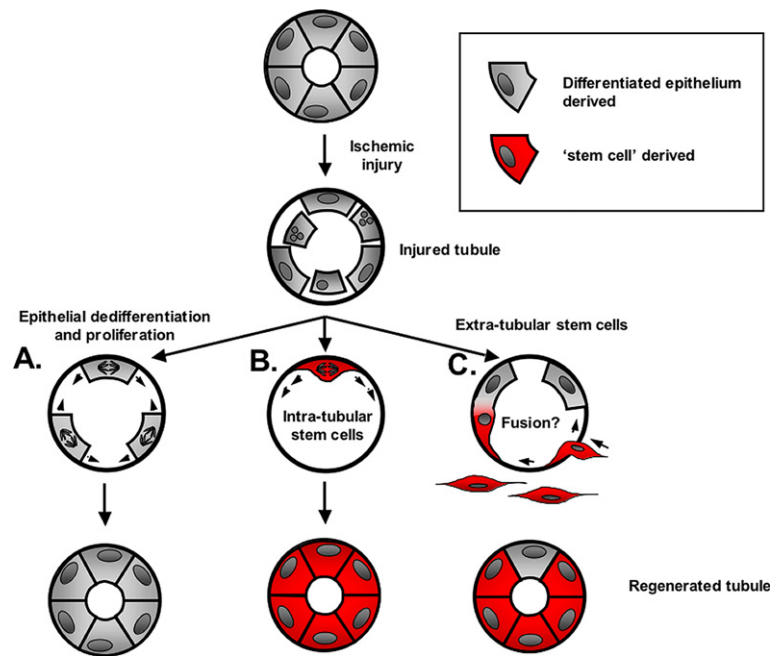 Differentiated epithelium
derived
'stem cell' derived
Ischemic
injury
Injured tubule
Epithelial dedifferentiation
and proliferation
Extra-tubular stem cells
A.
B.
C.
Intra-tubular
stem cells
Fusion?
Regenerated tubule